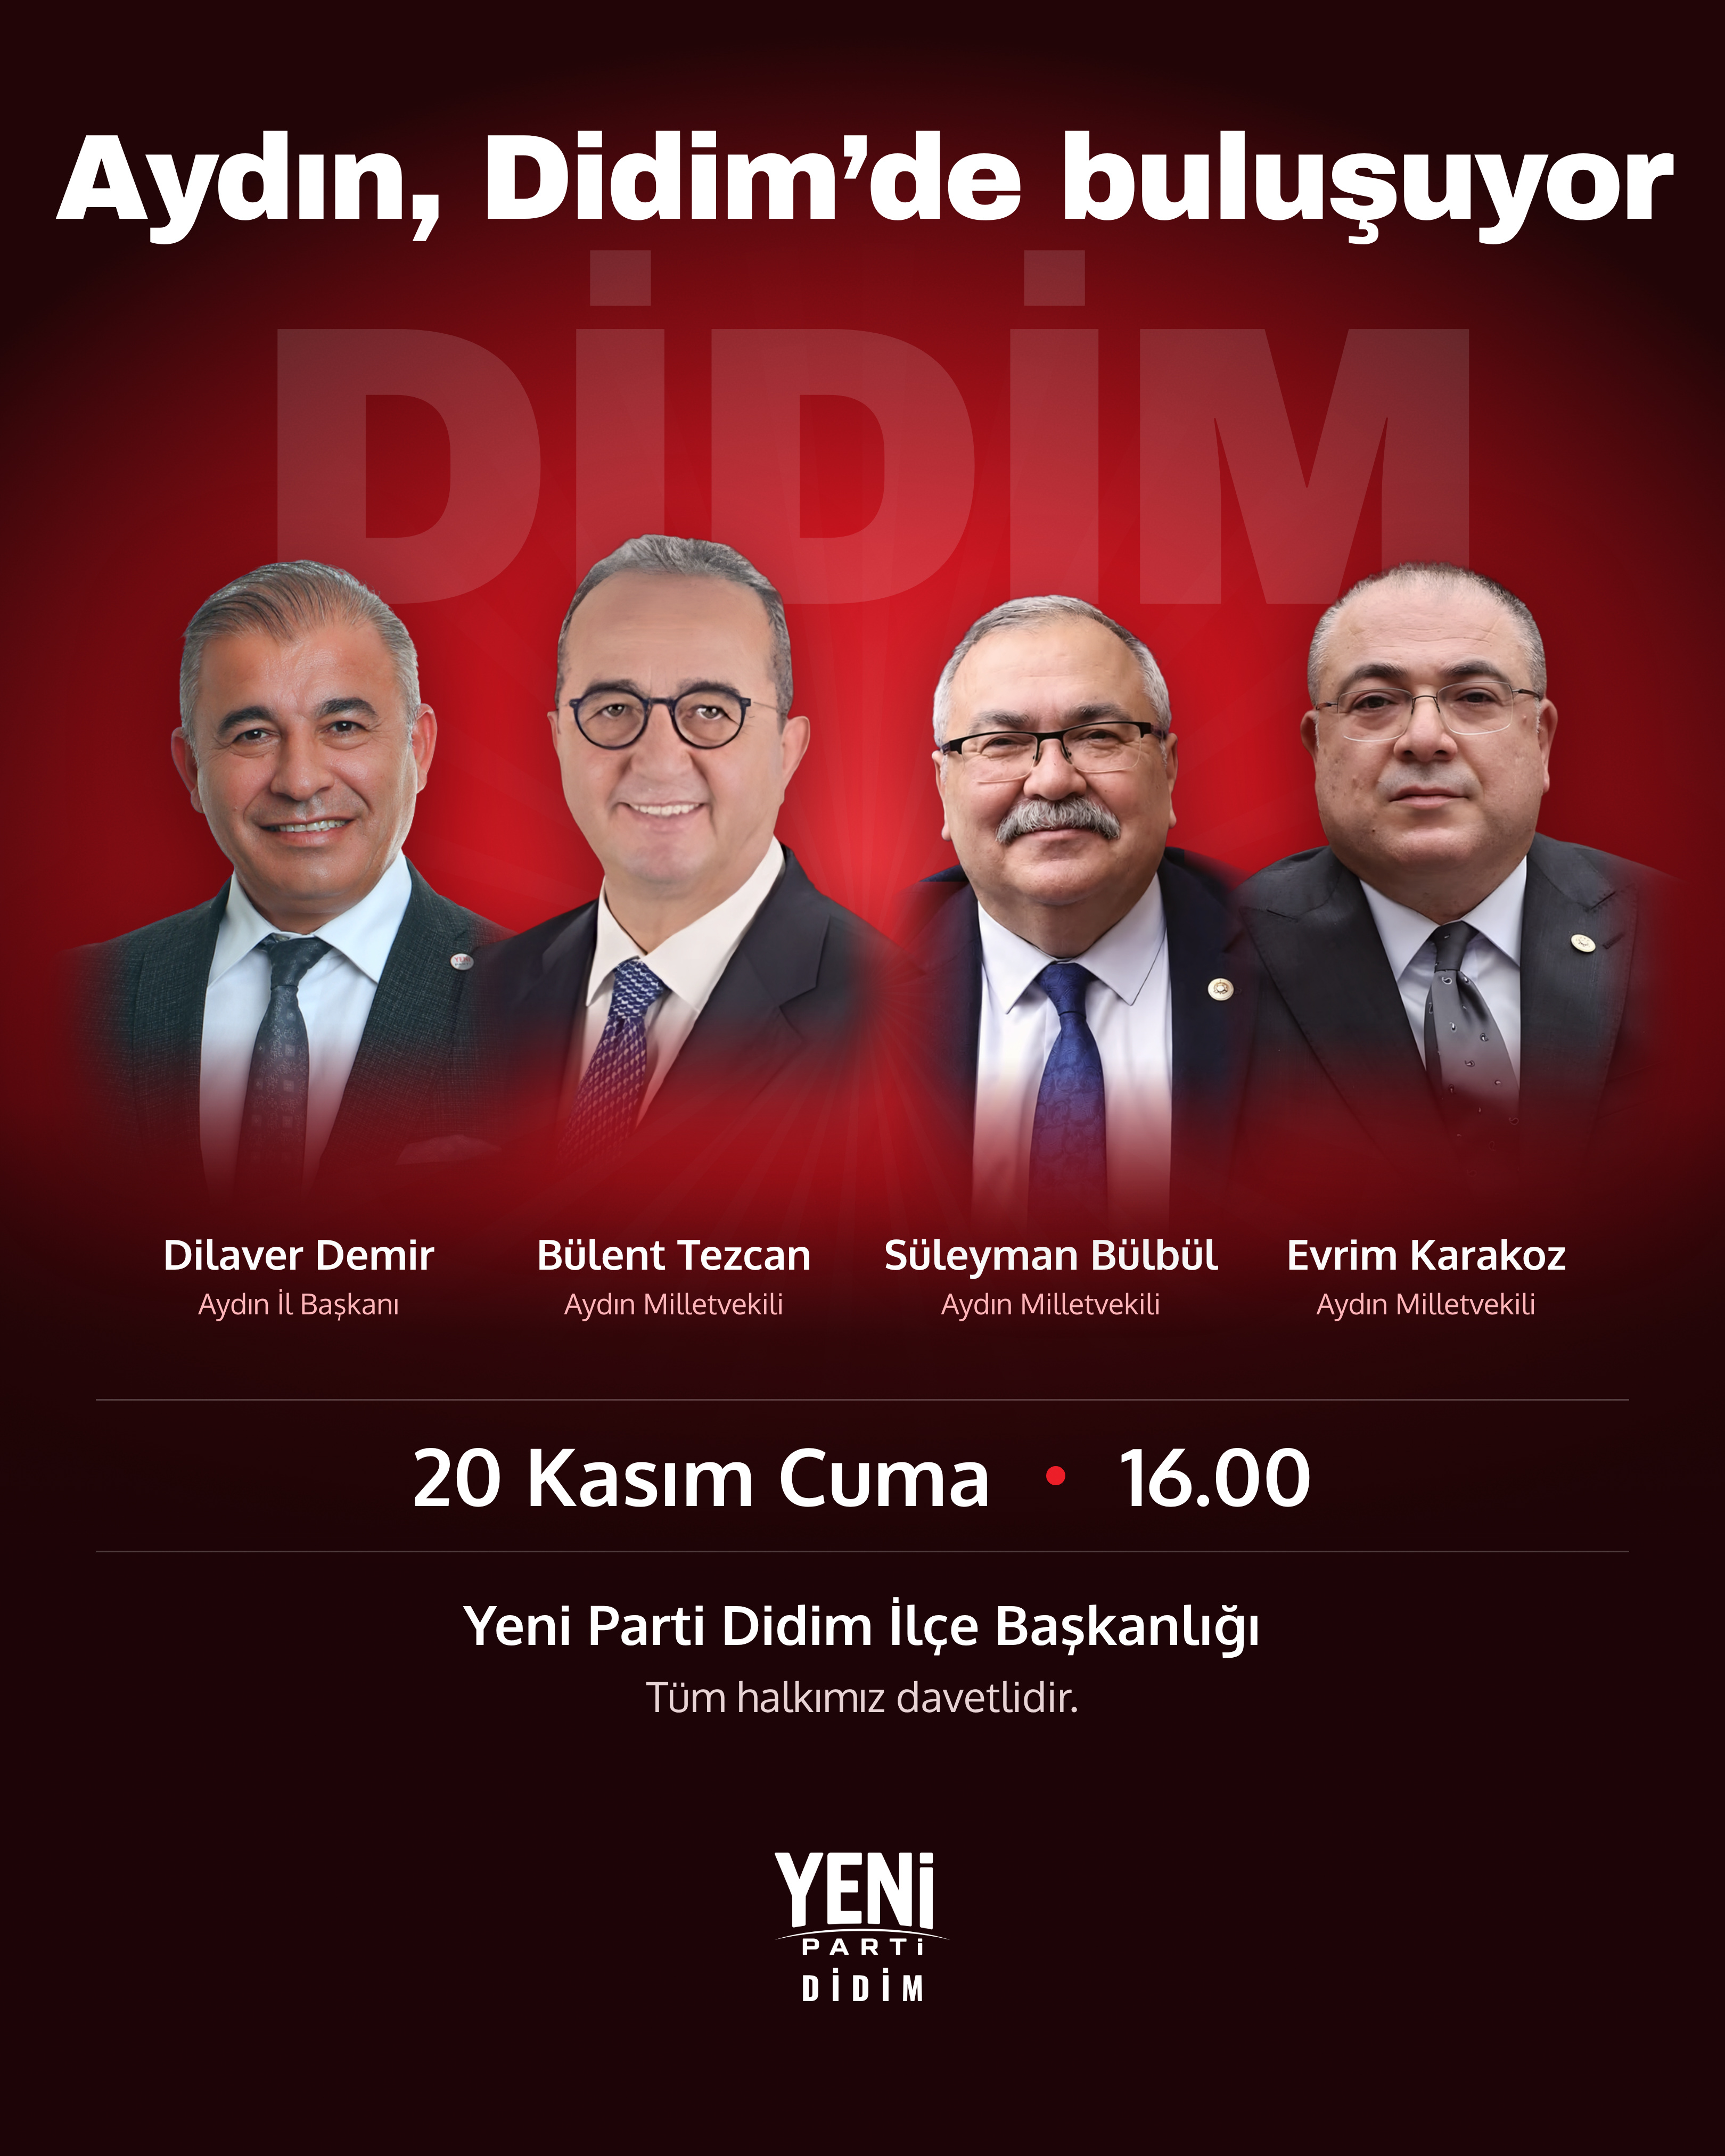 Aydın, Didim’de buluşuyor
DİDİM
Dilaver Demir
Aydın İl Başkanı
Bülent Tezcan
Aydın Milletvekili
Süleyman Bülbül
Aydın Milletvekili
Evrim Karakoz
Aydın Milletvekili
20 Kasım Cuma • 16.00
Yeni Parti Didim İlçe Başkanlığı
Tüm halkımız davetlidir.
YENİ
PARTİ
DİDİM